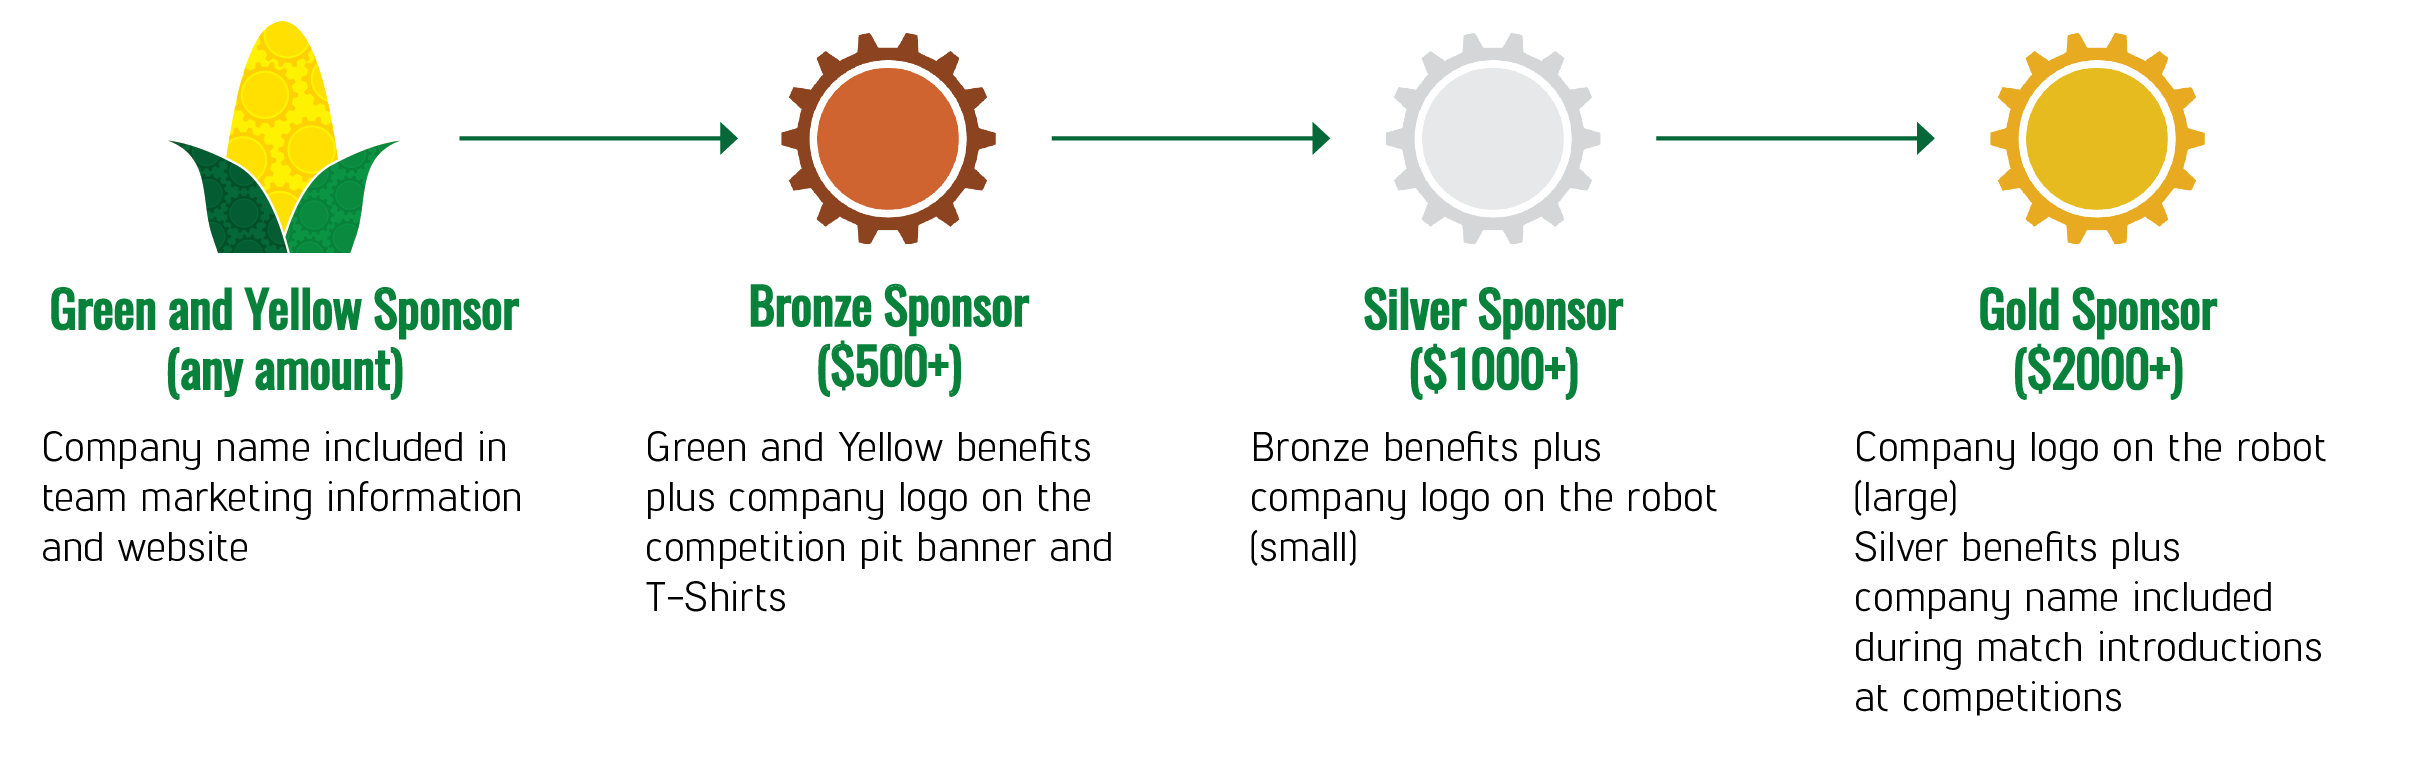 Green and Yellow Sponsor
(any amount)
Company name included in
team marketing information
and website
Bronze Sponsor
($500+)
Green and Yellow benefits
plus company logo on the
competition pit banner and
T-Shirts
Silver Sponsor
($1000+)
Bronze benefits plus
company logo on the robot
(small)
Gold Sponsor
($2000+)
Company logo on the robot
(large)
Silver benefits plus
company name included
during match introductions
at competitions